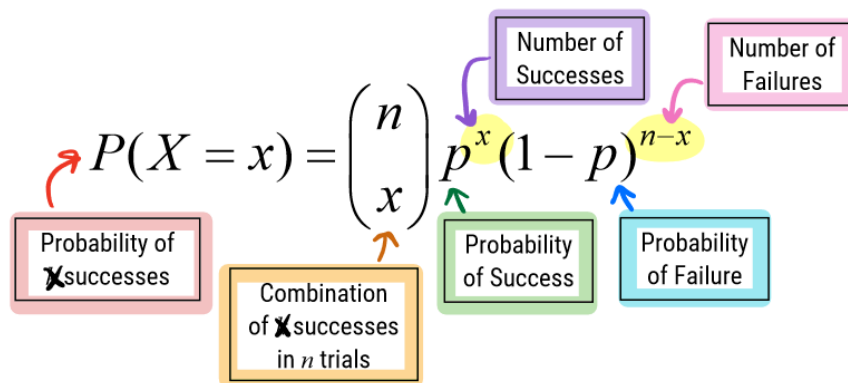 Number of
Successes
Number of
Failures
P(X = x) = (n x) p^x (1 − p)^{n−x}
Probability of
x successes
Combination
of x successes
in n trials
Probability
of Success
Probability
of Failure